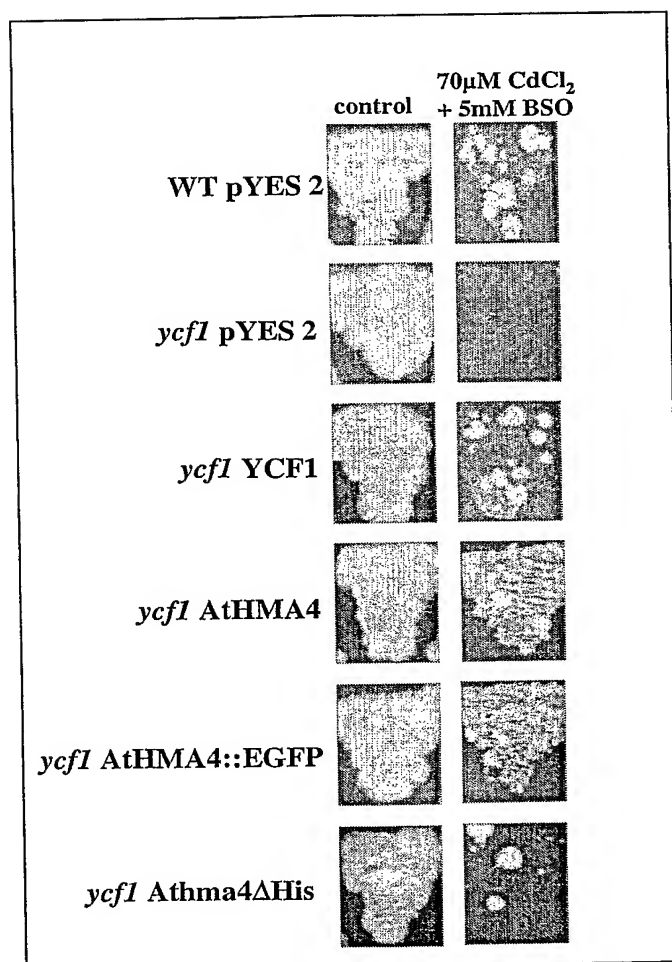 control
70µM CdCl₂
+ 5mM BSO
WT pYES 2
ycf1 pYES 2
ycf1 YCF1
ycf1 AtHMA4
ycf1 AtHMA4::EGFP
ycf1 Athma4ΔHis